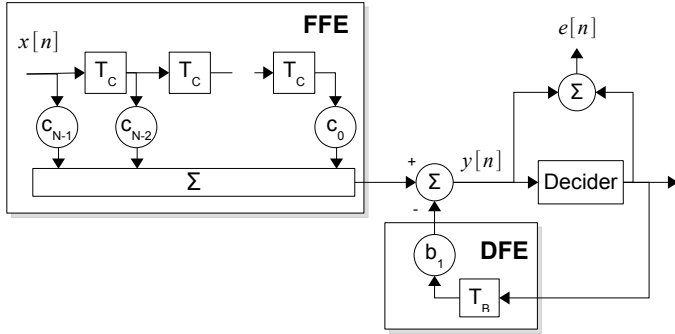 FFE
e[n]
x[n]
T_C T_C T_C
Σ
c_{N-1} c_{N-2} c_0
+
Σ Σ y[n] Decider
-
DFE
b_1
T_B